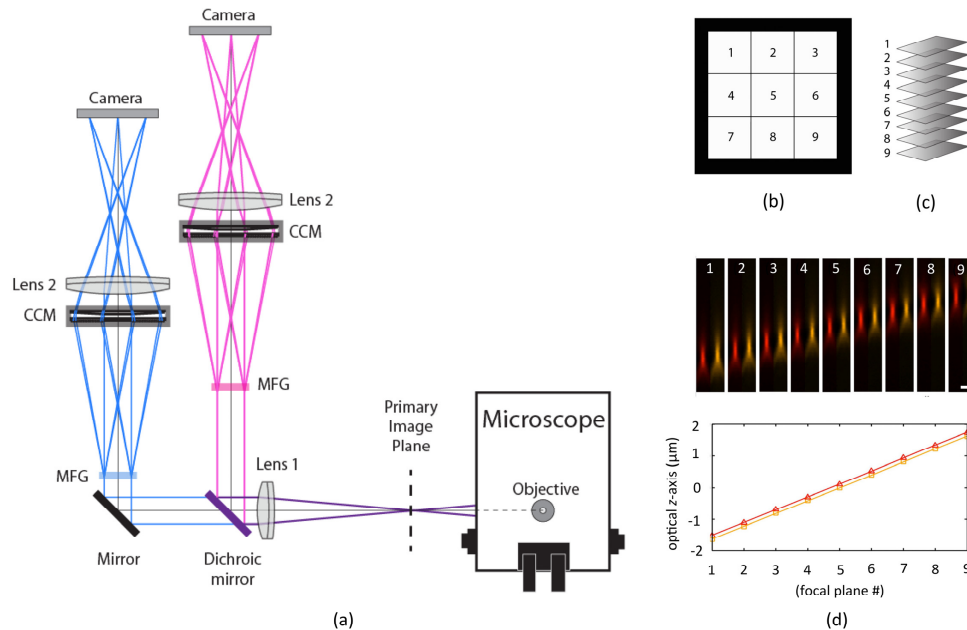 Camera
Camera
Lens 2
CCM
Lens 2
CCM
MFG
MFG
Mirror
Dichroic
mirror
Lens 1
Primary
Image
Plane
Microscope
Objective
(a)
1 2 3
4 5 6
7 8 9
(b)
1
2
3
4
5
6
7
8
9
(c)
1 2 3 4 5 6 7 8 9
optical z-axis (μm)
2
1
0
-1
-2
1 2 3 4 5 6 7 8 9
(focal plane #)
(d)